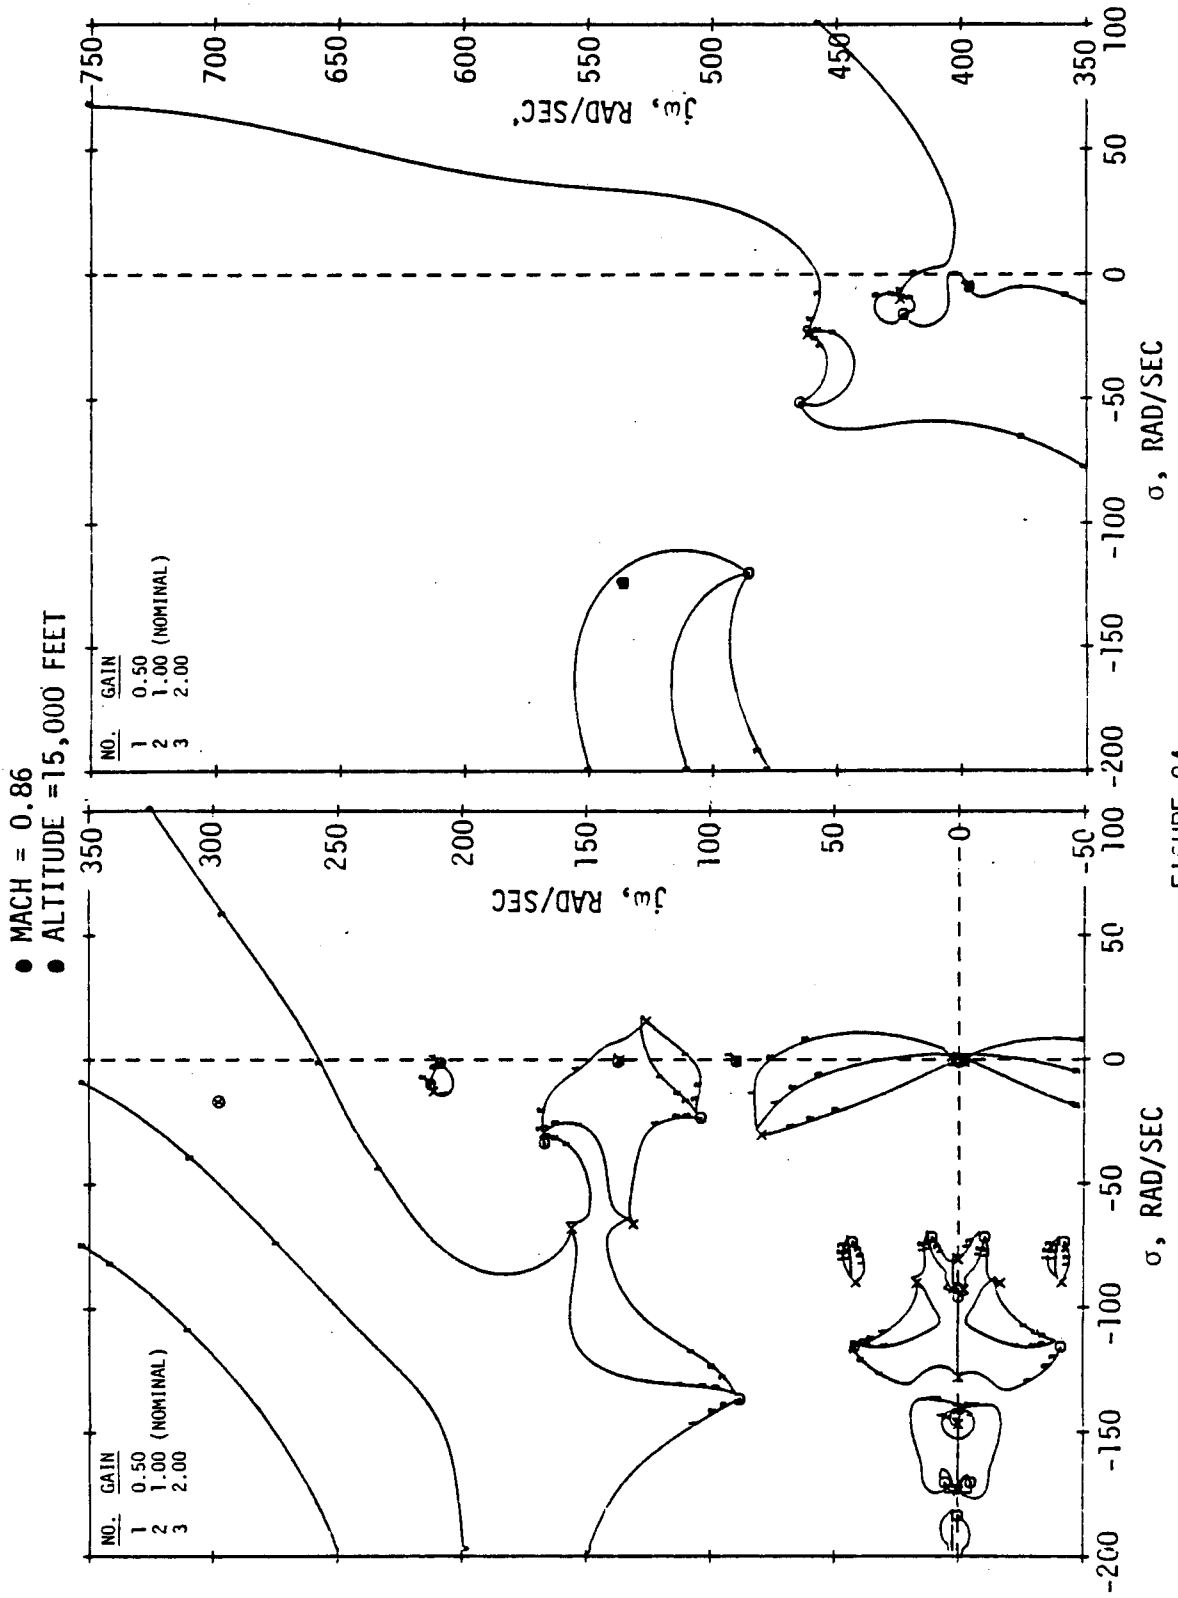 ● MACH = 0.86
● ALTITUDE =15,000 FEET
NO. GAIN
1 0.50
2 1.00 (NOMINAL)
3 2.00
350
300
250
200
150
100
50
0
-50
jω, RAD/SEC
-200 -150 -100 -50 0 50 100
σ, RAD/SEC
NO. GAIN
1 0.50
2 1.00 (NOMINAL)
3 2.00
750
700
650
600
550
500
450
400
350
jω, RAD/SEC
-200 -150 -100 -50 0 50 100
σ, RAD/SEC